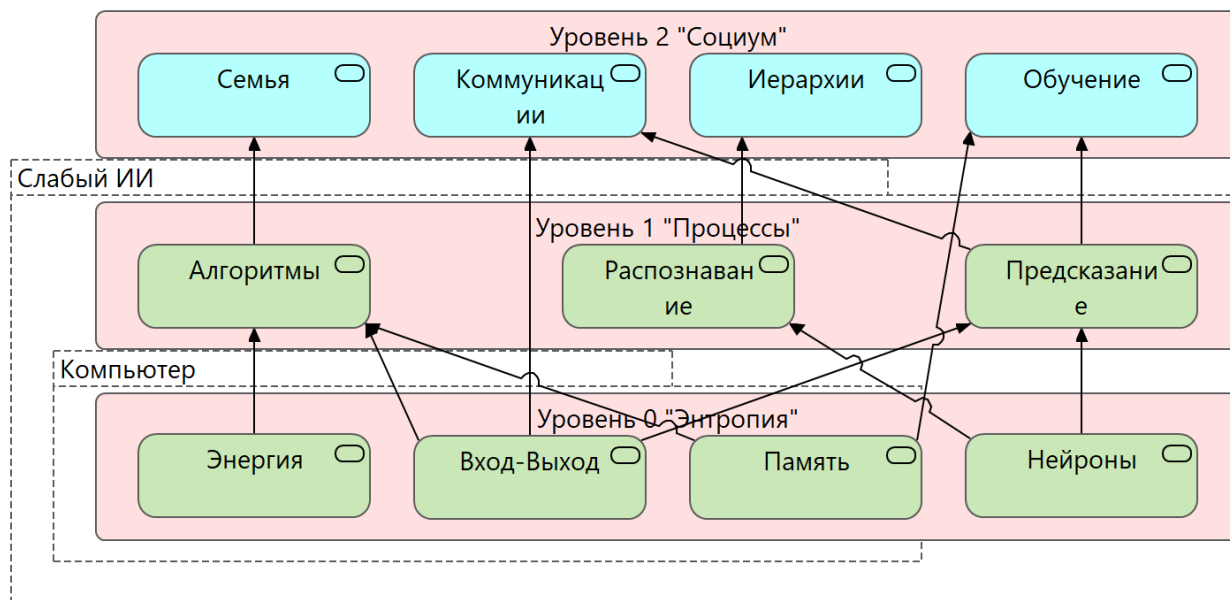 Уровень 2 "Социум"
Семья
Коммуникац
ии
Иерархии
Обучение
Слабый ИИ
Уровень 1 "Процессы"
Алгоритмы
Распознаван
ие
Предсказани
е
Компьютер
Уровень 0 "Энтропия"
Энергия
Вход-Выход
Память
Нейроны